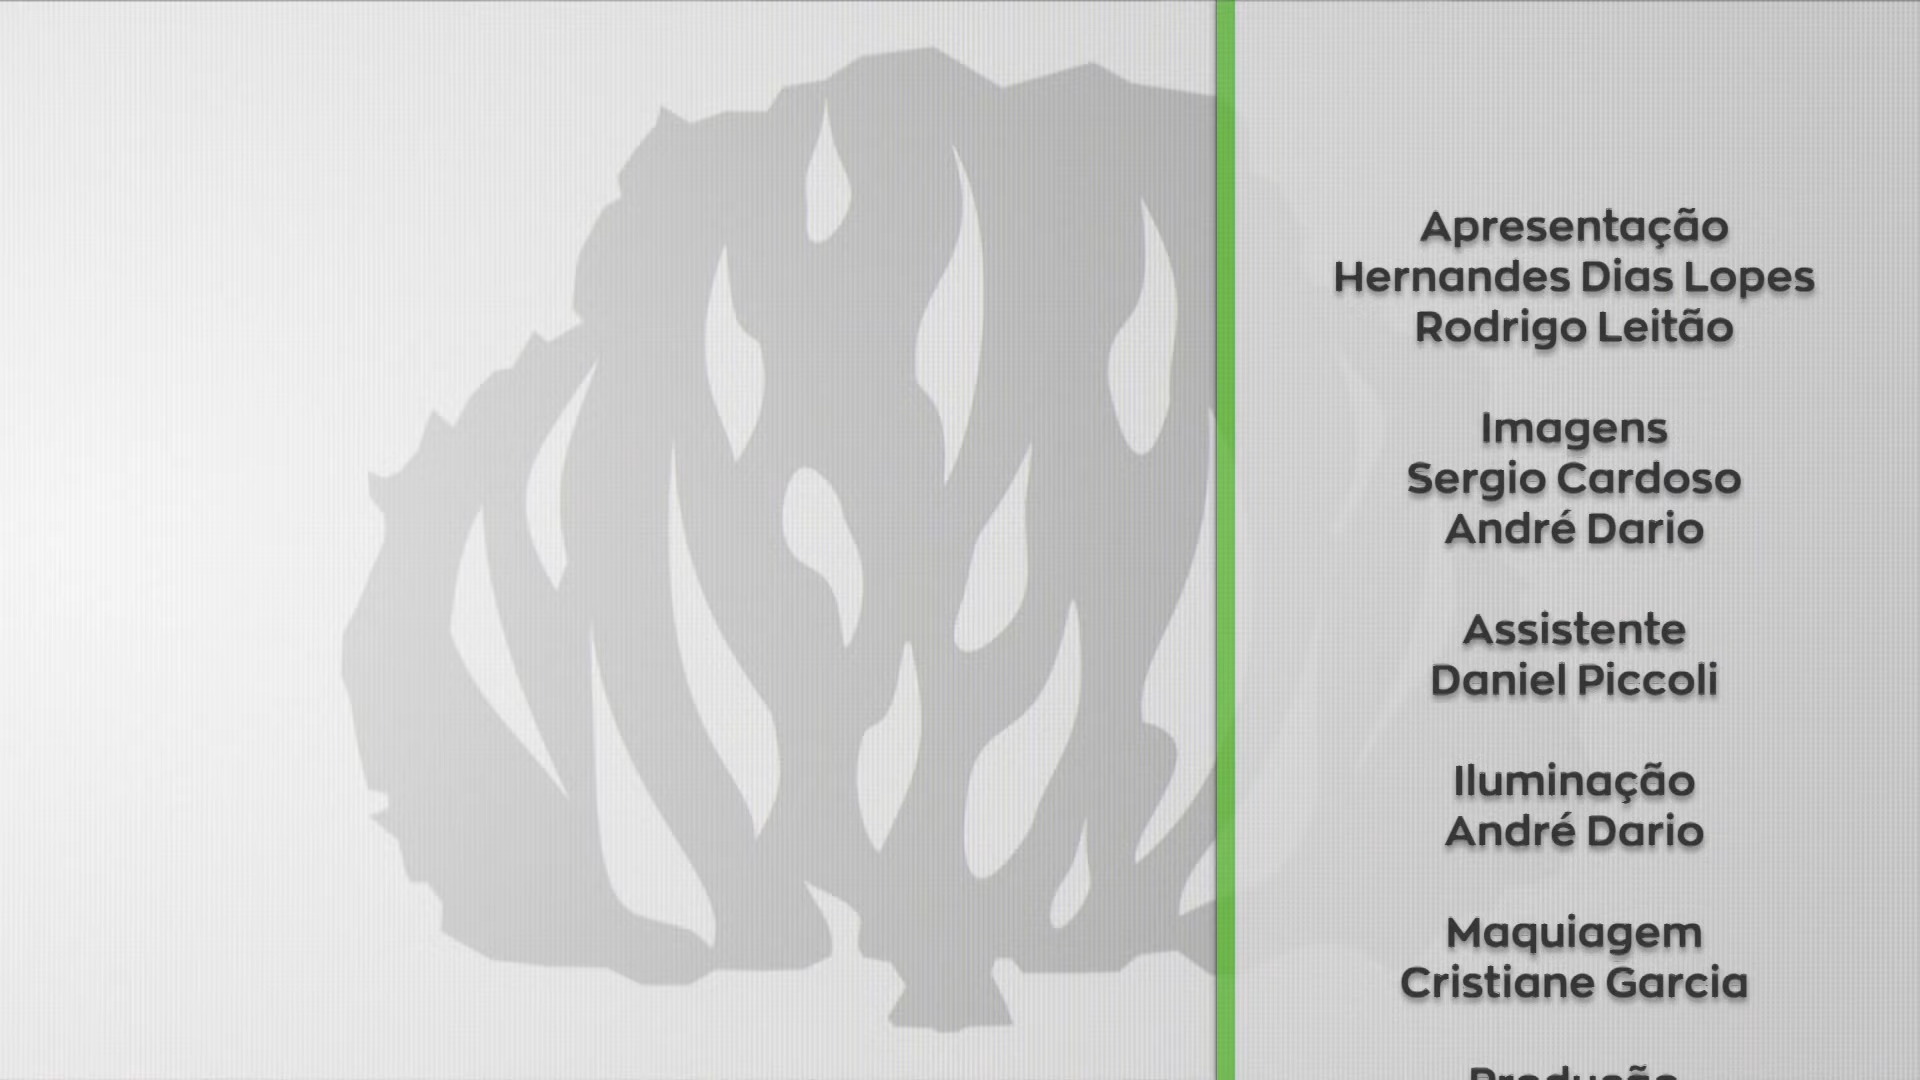 Apresentação
Hernandes Dias Lopes
Rodrigo Leitão
Imagens
Sergio Cardoso
André Dario
Assistente
Daniel Piccoli
Iluminação
André Dario
Maquiagem
Cristiane Garcia
Produção